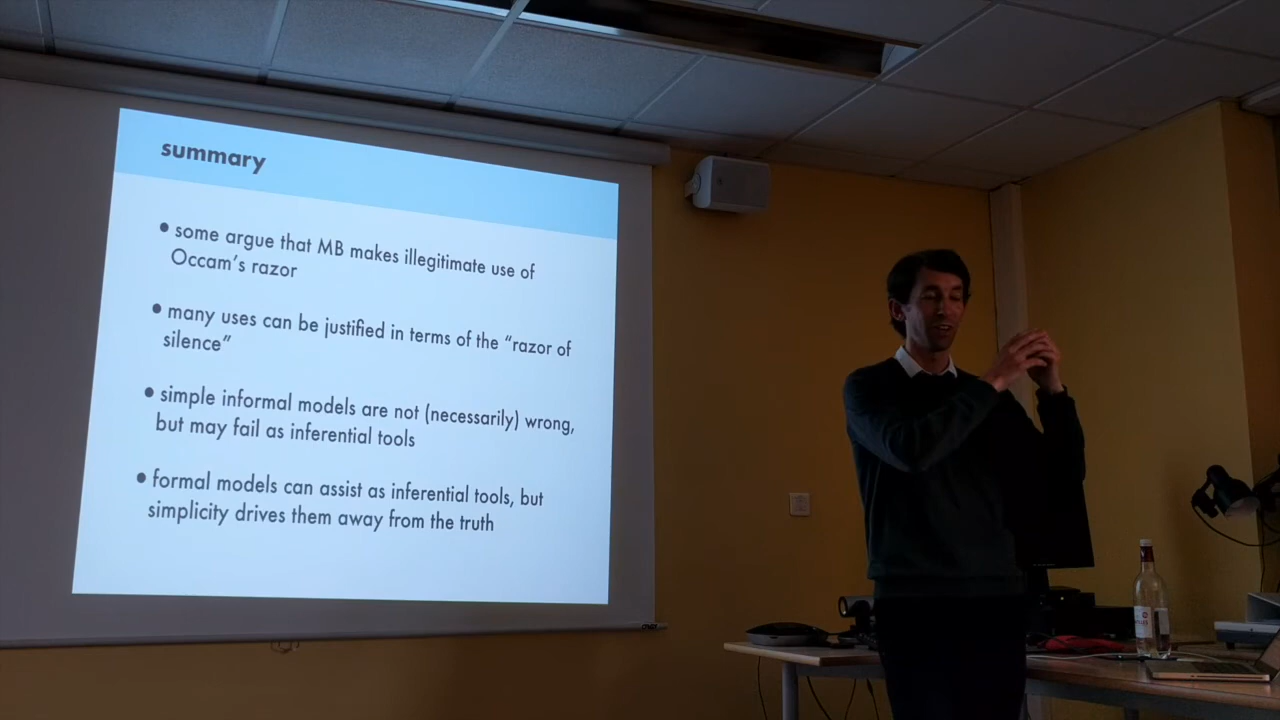 summary
• some argue that MB makes illegitimate use of
Occam's razor
• many uses can be justified in terms of the “razor of
silence”
• simple informal models are not (necessarily) wrong,
but may fail as inferential tools
• formal models can assist as inferential tools, but
simplicity drives them away from the truth